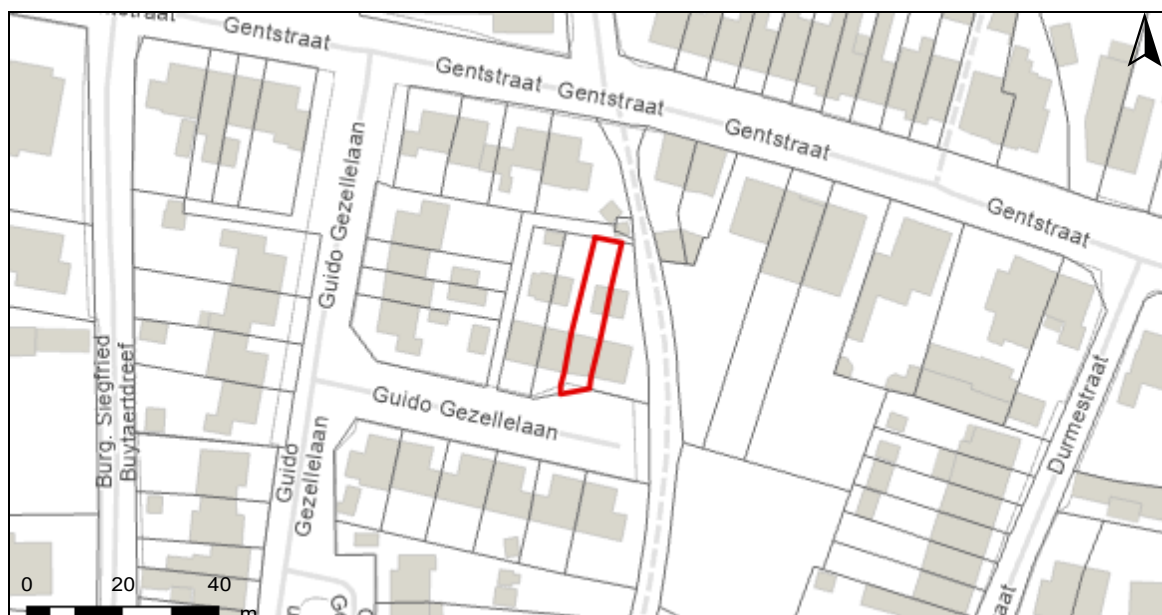 Gentstraat
Gentstraat
Gentstraat
Gentstraat
Gentstraat
Guido Gezellelaan
Guido Gezellelaan
Guido
Gezellelaan
Burg. Siegfried
Buytaertdreef
Durmestraat
0 20 40
m